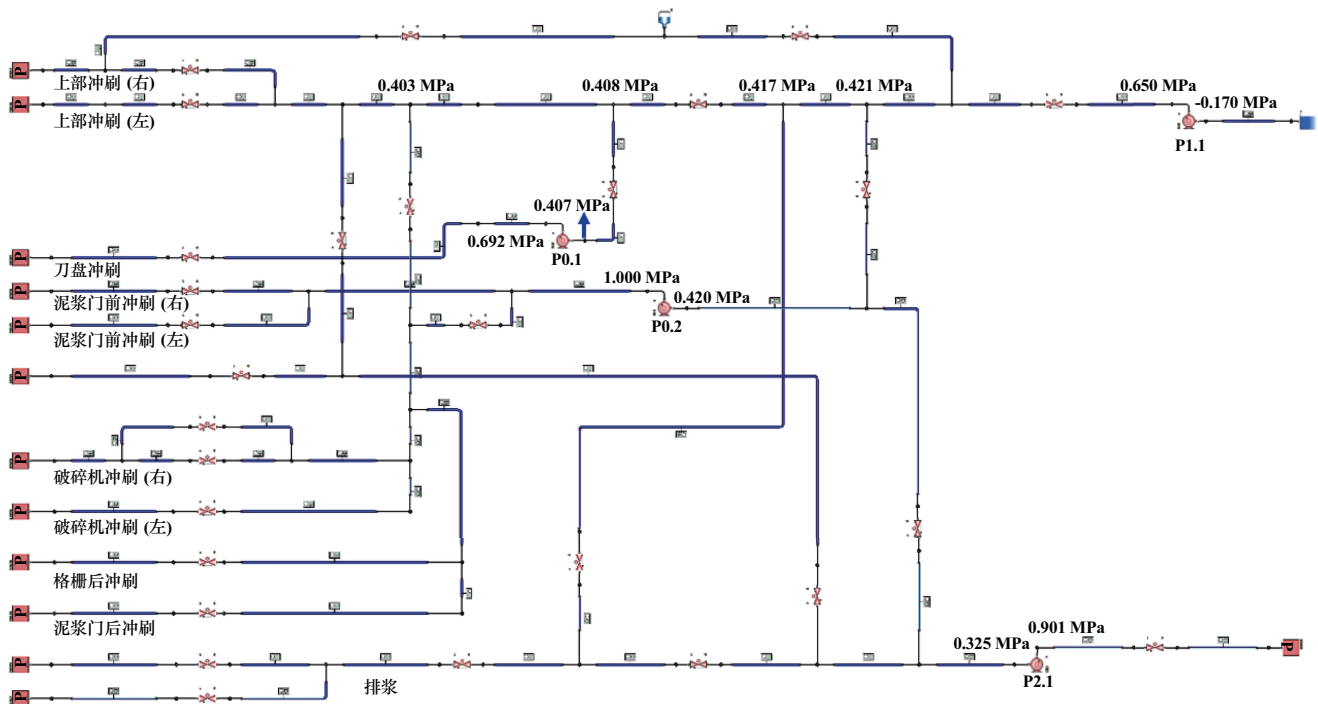 上部冲刷 (右)
0.403 MPa
0.408 MPa
0.417 MPa
0.421 MPa
0.650 MPa
-0.170 MPa
上部冲刷 (左)
P1.1
0.407 MPa
0.692 MPa
P0.1
刀盘冲刷
1.000 MPa
泥浆门前冲刷 (右)
0.420 MPa
P0.2
泥浆门前冲刷 (左)
破碎机冲刷 (右)
破碎机冲刷 (左)
格栅后冲刷
泥浆门后冲刷
0.325 MPa
0.901 MPa
P2.1
排浆
P
P
P
P
P
P
P
P
P
P
P
P